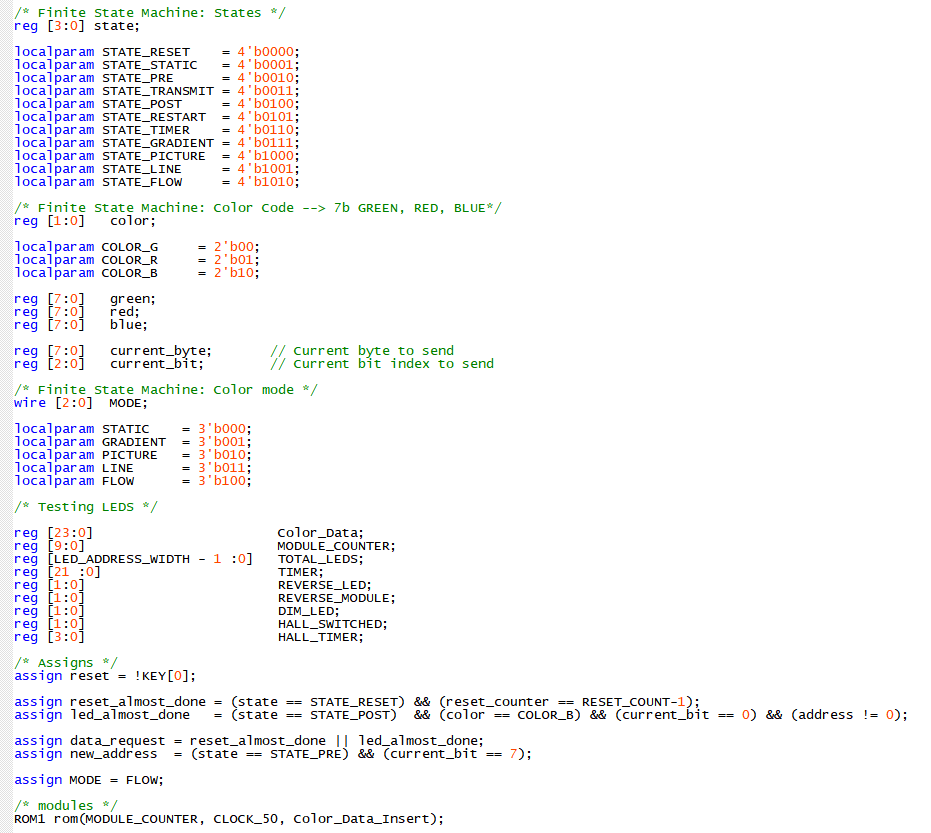 /* Finite State Machine: States */
reg [3:0] state;
localparam STATE_RESET    = 4'b0000;
localparam STATE_STATIC   = 4'b0001;
localparam STATE_PRE      = 4'b0010;
localparam STATE_TRANSMIT = 4'b0011;
localparam STATE_POST     = 4'b0100;
localparam STATE_RESTART  = 4'b0101;
localparam STATE_TIMER    = 4'b0110;
localparam STATE_GRADIENT = 4'b0111;
localparam STATE_PICTURE  = 4'b1000;
localparam STATE_LINE     = 4'b1001;
localparam STATE_FLOW     = 4'b1010;
/* Finite State Machine: Color Code --> 7b GREEN, RED, BLUE*/
reg [1:0]   color;
localparam COLOR_G     = 2'b00;
localparam COLOR_R     = 2'b01;
localparam COLOR_B     = 2'b10;
reg [7:0]   green;
reg [7:0]   red;
reg [7:0]   blue;
reg [7:0]   current_byte;       // Current byte to send
reg [2:0]   current_bit;        // Current bit index to send
/* Finite State Machine: Color mode */
wire [2:0]  MODE;
localparam STATIC    = 3'b000;
localparam GRADIENT  = 3'b001;
localparam PICTURE   = 3'b010;
localparam LINE      = 3'b011;
localparam FLOW      = 3'b100;
/* Testing LEDS */
reg [23:0]                       Color_Data;
reg [9:0]                        MODULE_COUNTER;
reg [LED_ADDRESS_WIDTH - 1 :0]   TOTAL_LEDS;
reg [21 :0]                      TIMER;
reg [1:0]                        REVERSE_LED;
reg [1:0]                        REVERSE_MODULE;
reg [1:0]                        DIM_LED;
reg [1:0]                        HALL_SWITCHED;
reg [3:0]                        HALL_TIMER;
/* Assigns */
assign reset = !KEY[0];
assign reset_almost_done = (state == STATE_RESET) && (reset_counter == RESET_COUNT-1);
assign led_almost_done   = (state == STATE_POST)  && (color == COLOR_B) && (current_bit == 0) && (address != 0);
assign data_request = reset_almost_done || led_almost_done;
assign new_address  = (state == STATE_PRE) && (current_bit == 7);
assign MODE = FLOW;
/* modules */
ROM1 rom(MODULE_COUNTER, CLOCK_50, Color_Data_Insert);